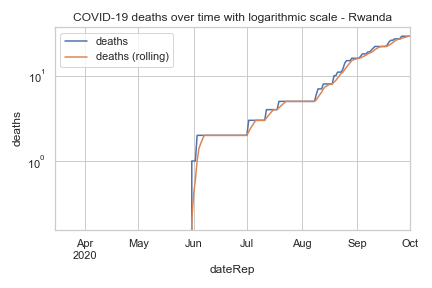 COVID-19 deaths over time with logarithmic scale - Rwanda
deaths
deaths (rolling)
10¹
10⁰
deaths
Apr May Jun Jul Aug Sep Oct
2020
dateRep